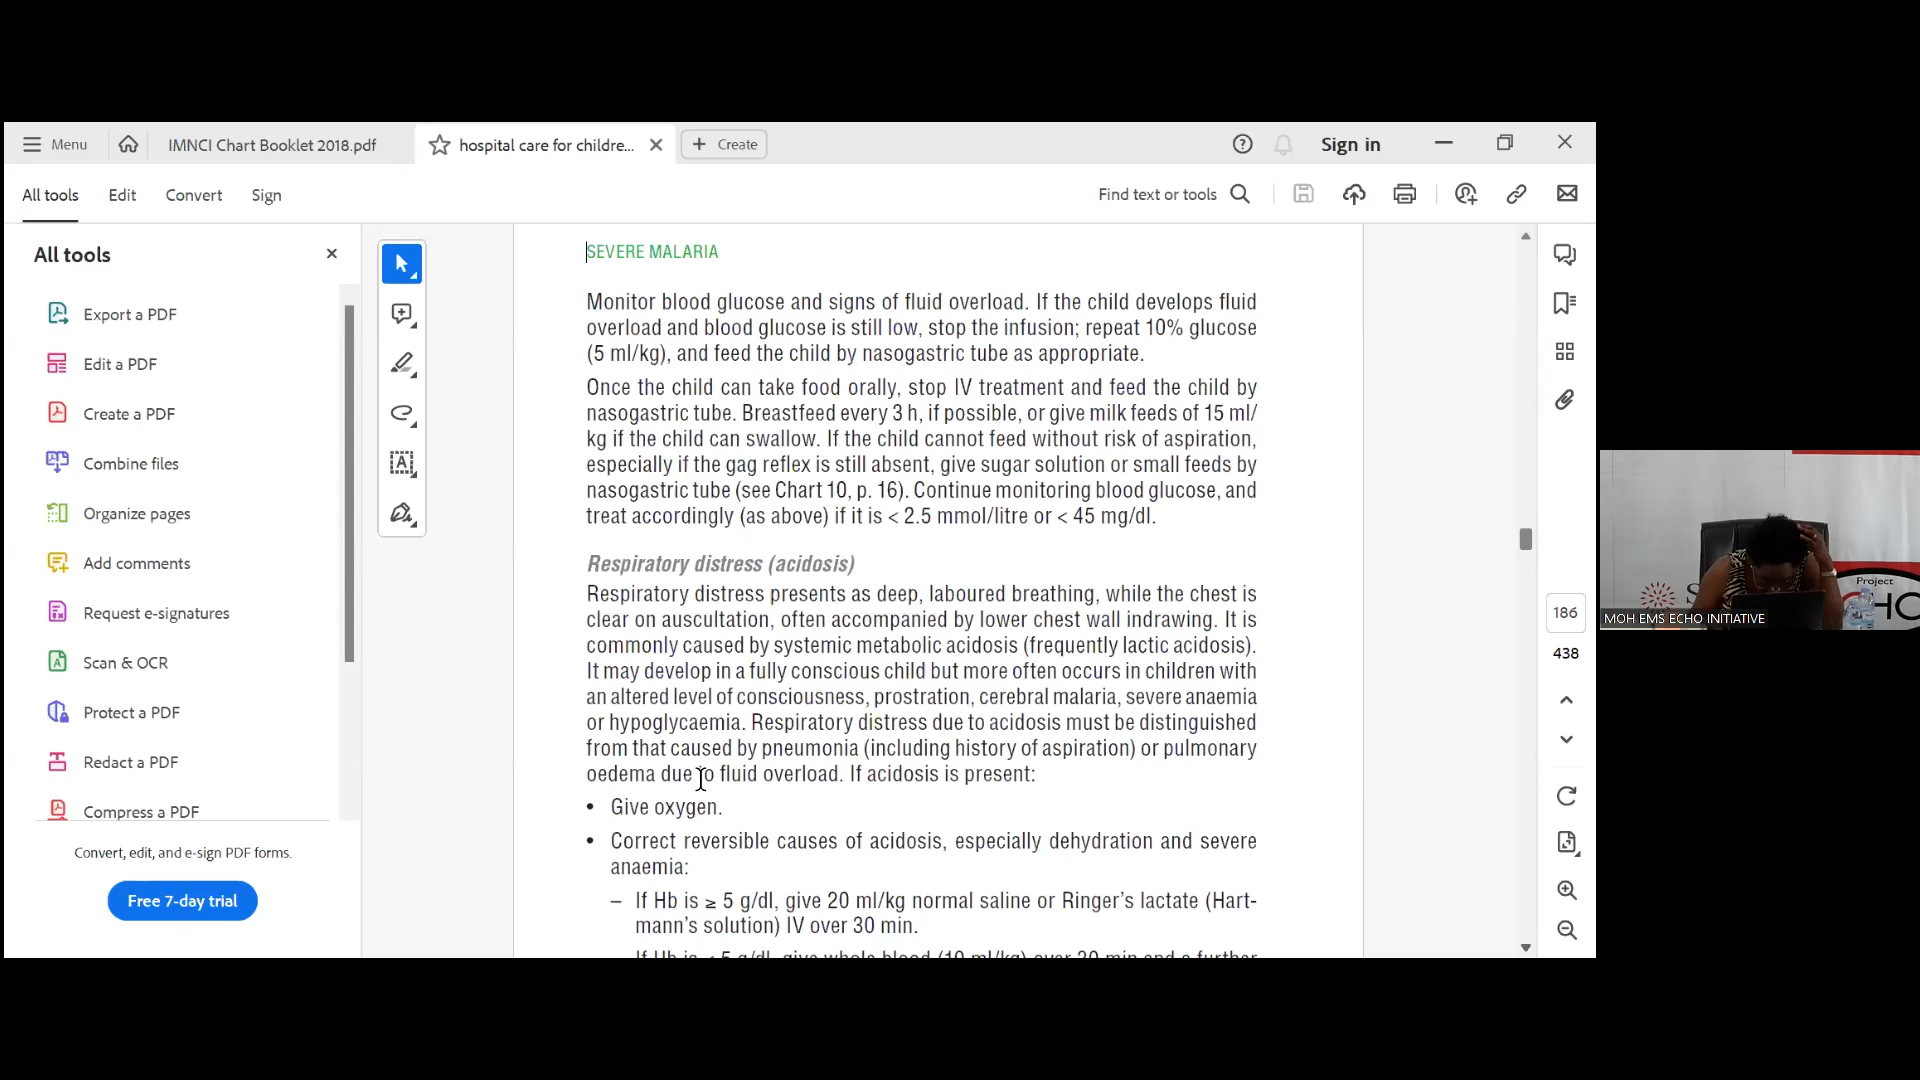 Menu
IMNCI Chart Booklet 2018.pdf
hospital care for childre...
Create
Sign in
All tools
Edit
Convert
Sign
Find text or tools
All tools
Export a PDF
Edit a PDF
Create a PDF
Combine files
Organize pages
Add comments
Request e-signatures
Scan & OCR
Protect a PDF
Redact a PDF
Compress a PDF
Convert, edit, and e-sign PDF forms.
Free 7-day trial
SEVERE MALARIA
Monitor blood glucose and signs of fluid overload. If the child develops fluid
overload and blood glucose is still low, stop the infusion; repeat 10% glucose
(5 ml/kg), and feed the child by nasogastric tube as appropriate.
Once the child can take food orally, stop IV treatment and feed the child by
nasogastric tube. Breastfeed every 3 h, if possible, or give milk feeds of 15 ml/
kg if the child can swallow. If the child cannot feed without risk of aspiration,
especially if the gag reflex is still absent, give sugar solution or small feeds by
nasogastric tube (see Chart 10, p. 16). Continue monitoring blood glucose, and
treat accordingly (as above) if it is < 2.5 mmol/litre or < 45 mg/dl.
Respiratory distress (acidosis)
Respiratory distress presents as deep, laboured breathing, while the chest is
clear on auscultation, often accompanied by lower chest wall indrawing. It is
commonly caused by systemic metabolic acidosis (frequently lactic acidosis).
It may develop in a fully conscious child but more often occurs in children with
an altered level of consciousness, prostration, cerebral malaria, severe anaemia
or hypoglycaemia. Respiratory distress due to acidosis must be distinguished
from that caused by pneumonia (including history of aspiration) or pulmonary
oedema due to fluid overload. If acidosis is present:
• Give oxygen.
• Correct reversible causes of acidosis, especially dehydration and severe
anaemia:
– If Hb is ≥ 5 g/dl, give 20 ml/kg normal saline or Ringer's lactate (Hart-
mann's solution) IV over 30 min.
If Hb is < 5 g/dl, give whole blood (10 ml/kg) over 30 min and a further
186
438
Project
MOH EMS ECHO INITIATIVE